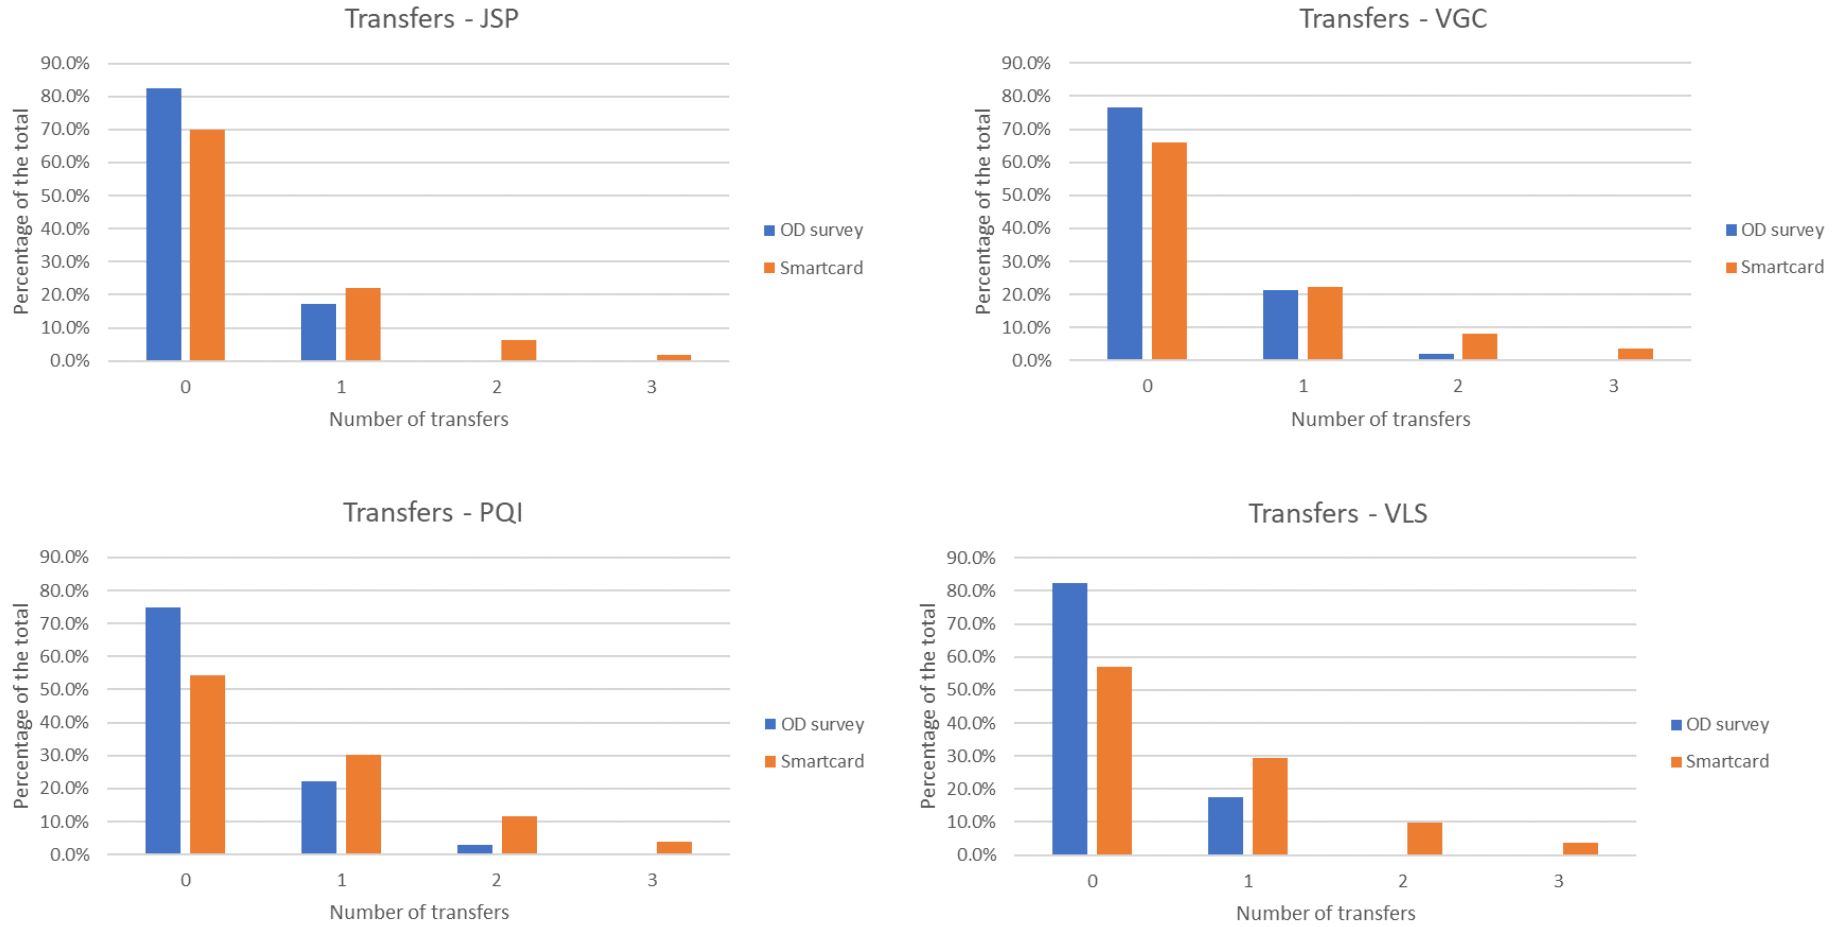 Transfers - JSP
90.0%
80.0%
70.0%
60.0%
50.0%
40.0%
30.0%
20.0%
10.0%
0.0%
Percentage of the total
0 1 2 3
Number of transfers
OD survey
Smartcard
Transfers - VGC
90.0%
80.0%
70.0%
60.0%
50.0%
40.0%
30.0%
20.0%
10.0%
0.0%
Percentage of the total
0 1 2 3
Number of transfers
OD survey
Smartcard
Transfers - PQI
90.0%
80.0%
70.0%
60.0%
50.0%
40.0%
30.0%
20.0%
10.0%
0.0%
Percentage of the total
0 1 2 3
Number of transfers
OD survey
Smartcard
Transfers - VLS
90.0%
80.0%
70.0%
60.0%
50.0%
40.0%
30.0%
20.0%
10.0%
0.0%
Percentage of the total
0 1 2 3
Number of transfers
OD survey
Smartcard